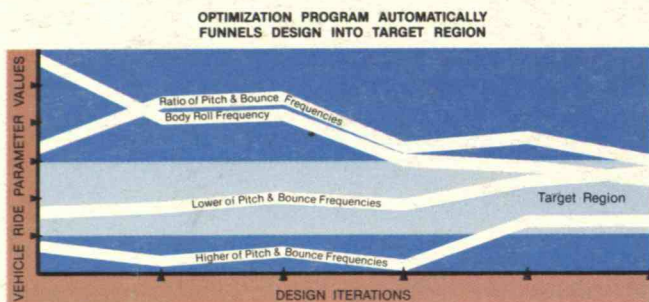 OPTIMIZATION PROGRAM AUTOMATICALLY
FUNNELS DESIGN INTO TARGET REGION
VEHICLE RIDE PARAMETER VALUES
Ratio of Pitch & Bounce Frequencies
Body Roll Frequency
Lower of Pitch & Bounce Frequencies
Target Region
Higher of Pitch & Bounce Frequencies
DESIGN ITERATIONS